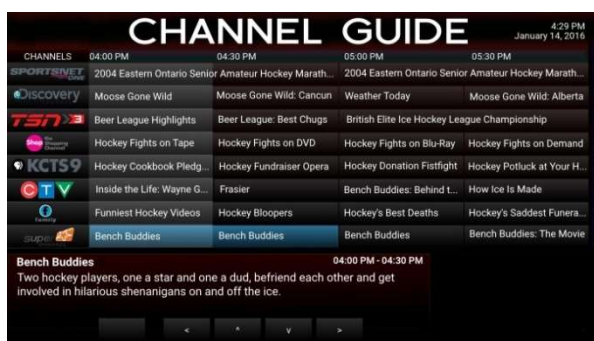 CHANNEL GUIDE
4:29 PM
January 14, 2016
CHANNELS 04:00 PM 04:30 PM 05:00 PM 05:30 PM
SPORTSNET ONE 2004 Eastern Ontario Senior Amateur Hockey Marath... 2004 Eastern Ontario Senior Amateur Hockey Marath...
Discovery Moose Gone Wild Moose Gone Wild: Cancun Weather Today Moose Gone Wild: Alberta
TSN 3 Beer League Highlights Beer League: Best Chugs British Elite Ice Hockey League Championship
Shop the Shopping Channel Hockey Fights on Tape Hockey Fights on DVD Hockey Fights on Blu-Ray Hockey Fights on Demand
KCTS9 Hockey Cookbook Pledg... Hockey Fundraiser Opera Hockey Donation Fistfight Hockey Potluck at Your H...
CTV Inside the Life: Wayne G... Frasier Bench Buddies: Behind t... How Ice Is Made
family Funniest Hockey Videos Hockey Bloopers Hockey's Best Deaths Hockey's Saddest Funera...
super Bench Buddies Bench Buddies Bench Buddies Bench Buddies: The Movie
Bench Buddies 04:00 PM - 04:30 PM
Two hockey players, one a star and one a dud, befriend each other and get
involved in hilarious shenanigans on and off the ice.
< ^ v >